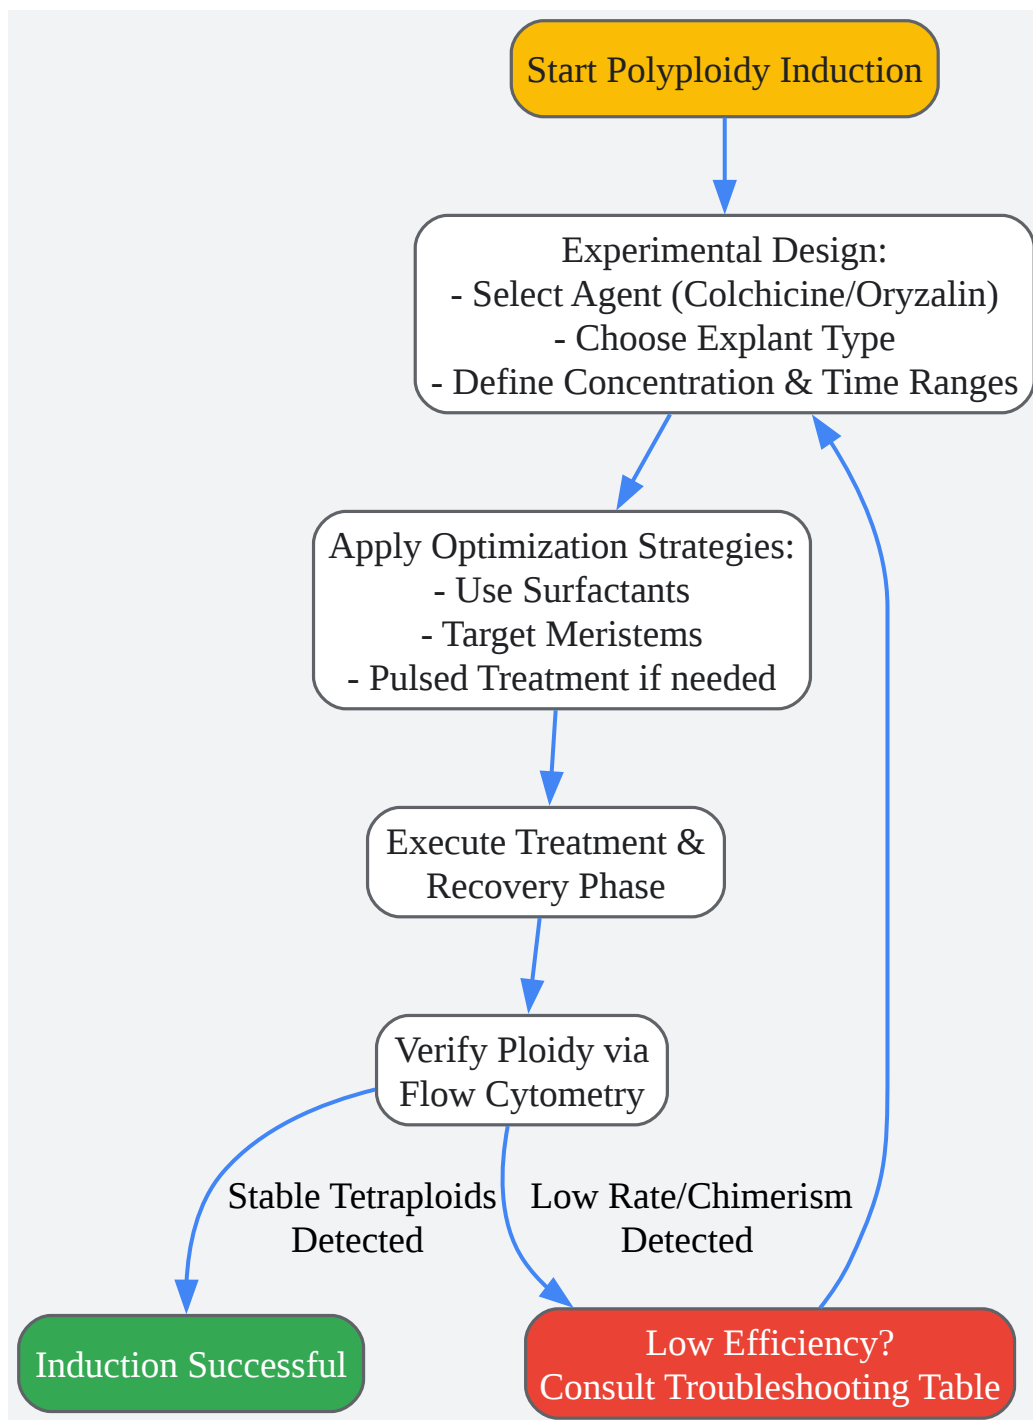 Start Polyploidy Induction
Experimental Design:
- Select Agent (Colchicine/Oryzalin)
- Choose Explant Type
- Define Concentration & Time Ranges
Apply Optimization Strategies:
- Use Surfactants
- Target Meristems
- Pulsed Treatment if needed
Execute Treatment &
Recovery Phase
Verify Ploidy via
Flow Cytometry
Stable Tetraploids
Detected
Low Rate/Chimerism
Detected
Induction Successful
Low Efficiency?
Consult Troubleshooting Table